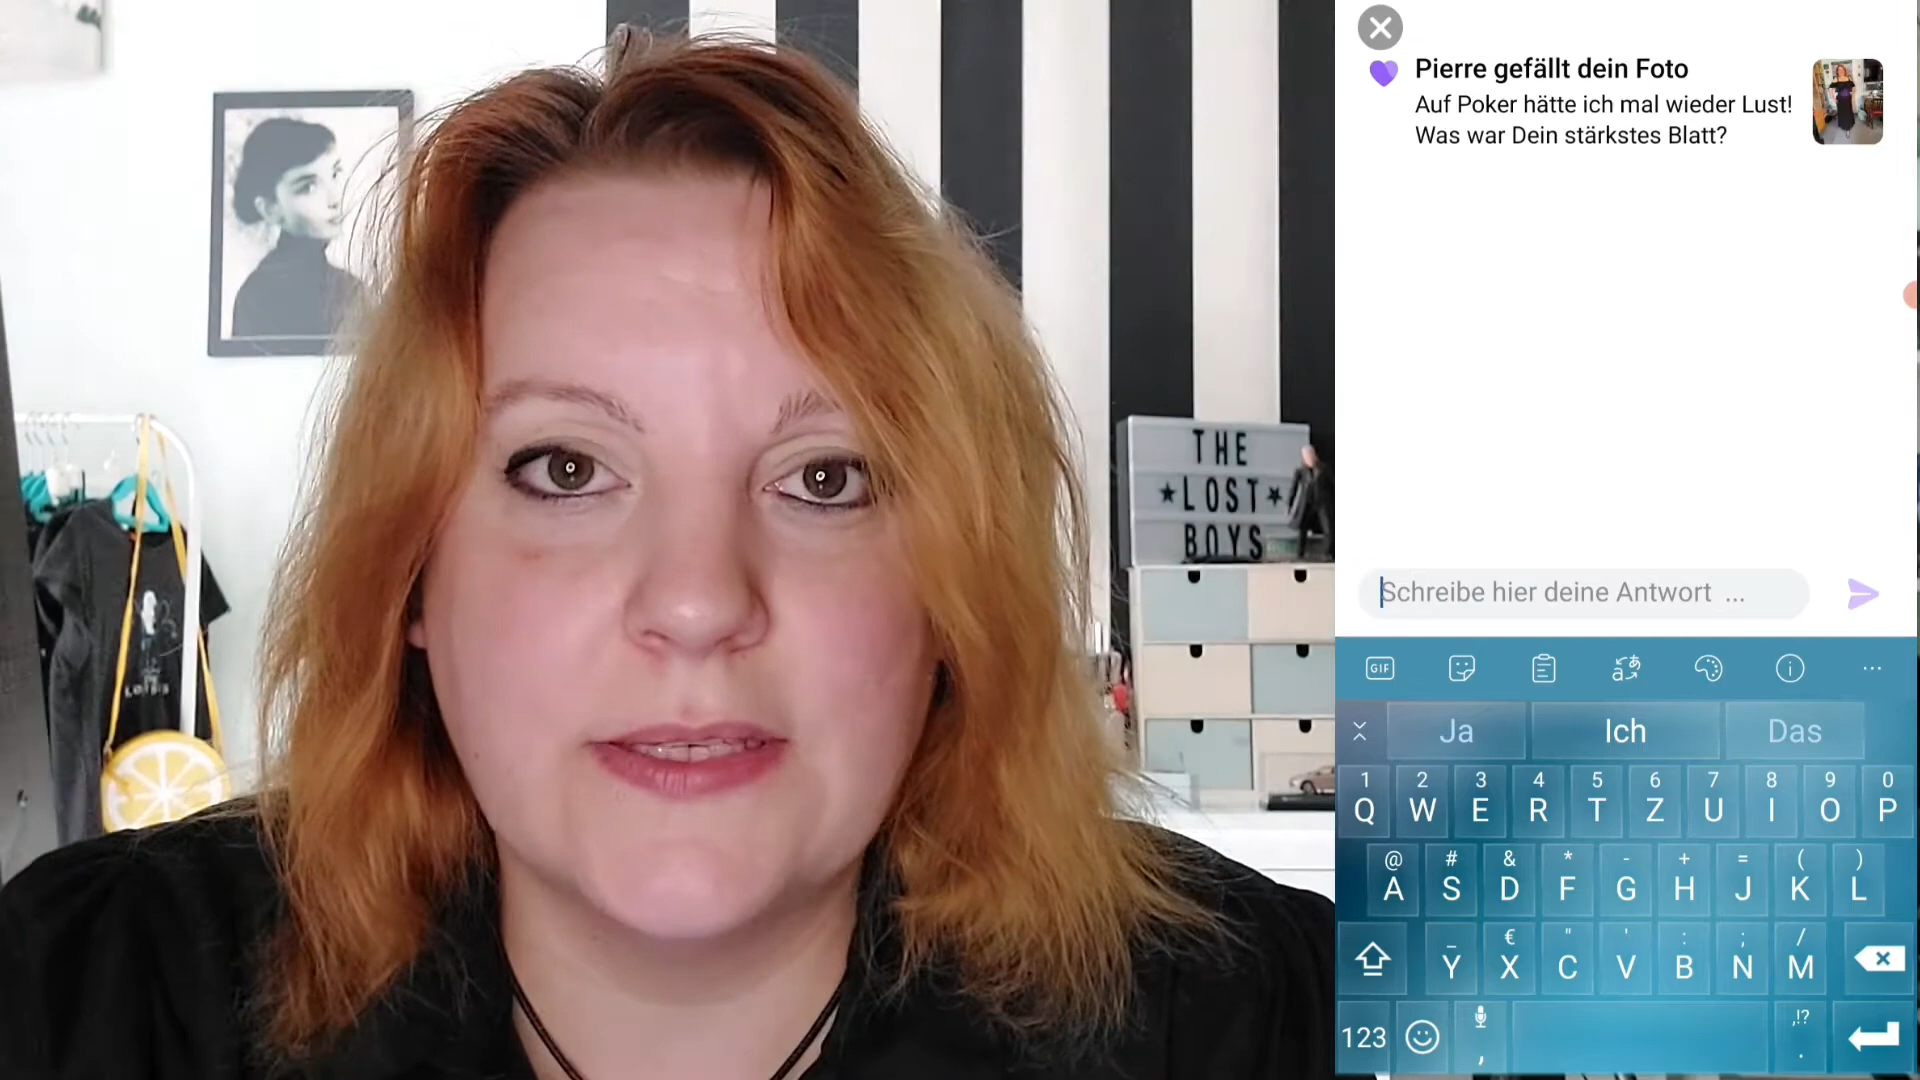 THE
★LOST★
BOYS
Pierre gefällt dein Foto
Auf Poker hätte ich mal wieder Lust!
Was war Dein stärkstes Blatt?
Schreibe hier deine Antwort ...
GIF
Ja Ich Das
1 2 3 4 5 6 7 8 9 0
Q W E R T Z U I O P
@ # & * - + = ( )
A S D F G H J K L
_ € " ' : ; /
Y X C V B N M
,!?
123 , .